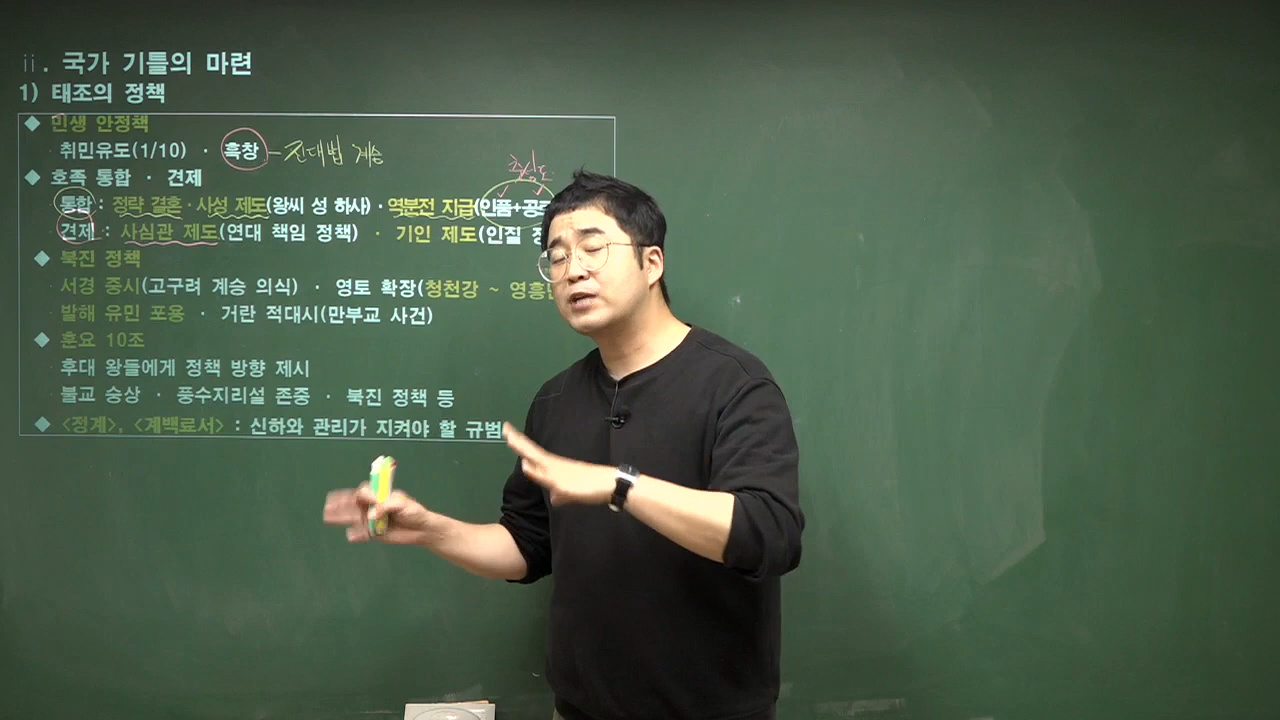 ⅱ. 국가 기틀의 마련
1) 태조의 정책
◆ 민생 안정책
· 취민유도(1/10) · 흑창 - 진대법 계승
◆ 호족 통합 · 견제
· 통합 : 정략 결혼 · 사성 제도(왕씨 성 하사) · 역분전 지급(인품+공로
· 견제 : 사심관 제도(연대 책임 정책) · 기인 제도(인질
◆ 북진 정책
· 서경 중시(고구려 계승 의식) · 영토 확장(청천강 ~ 영흥만
· 발해 유민 포용 · 거란 적대시(만부교 사건)
◆ 훈요 10조
· 후대 왕들에게 정책 방향 제시
· 불교 숭상 · 풍수지리설 존중 · 북진 정책 등
◆ <정계>, <계백료서> : 신하와 관리가 지켜야 할 규범